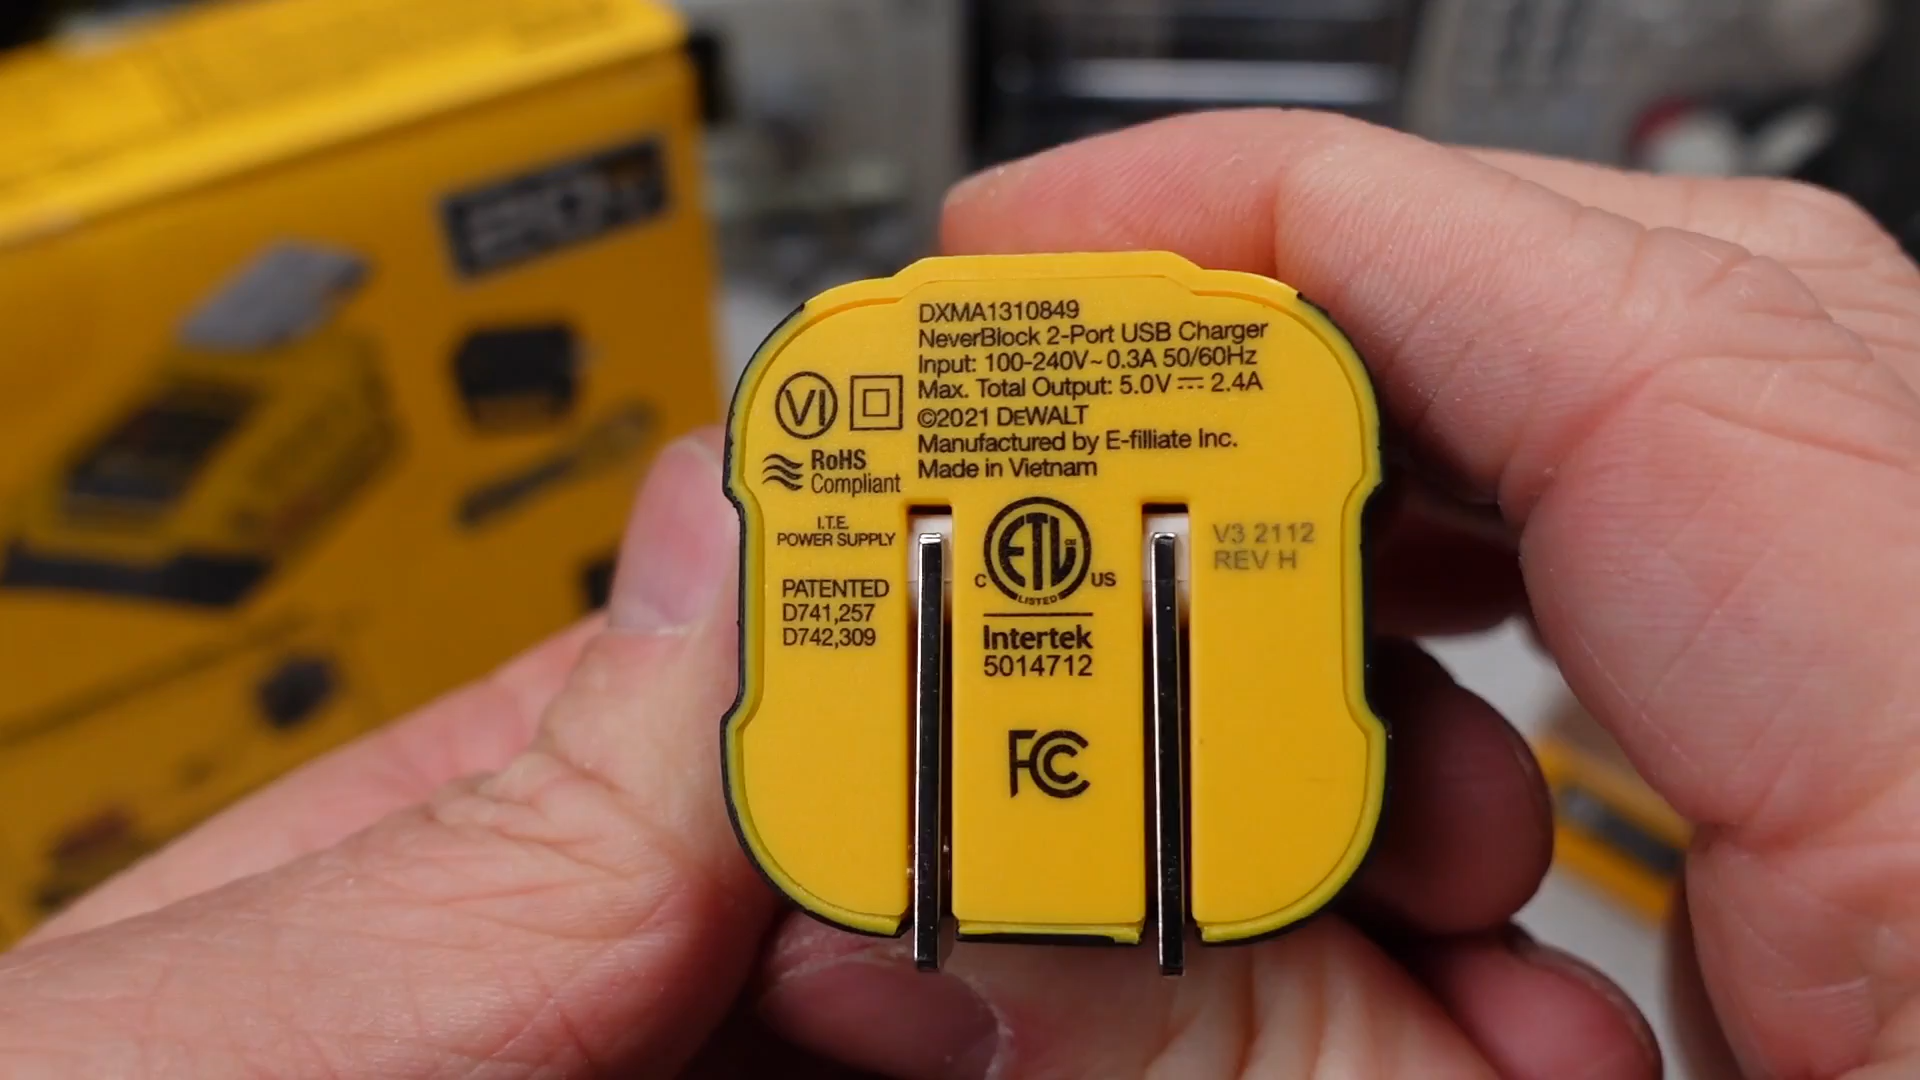 DXMA1310849
NeverBlock 2-Port USB Charger
Input: 100-240V~ 0.3A 50/60Hz
Max. Total Output: 5.0V ⎓ 2.4A
©2021 DEWALT
Manufactured by E-filliate Inc.
Made in Vietnam
VI
RoHS
Compliant
I.T.E.
POWER SUPPLY
PATENTED
D741,257
D742,309
ETL
CM
LISTED
C US
Intertek
5014712
FC
V3 2112
REV H